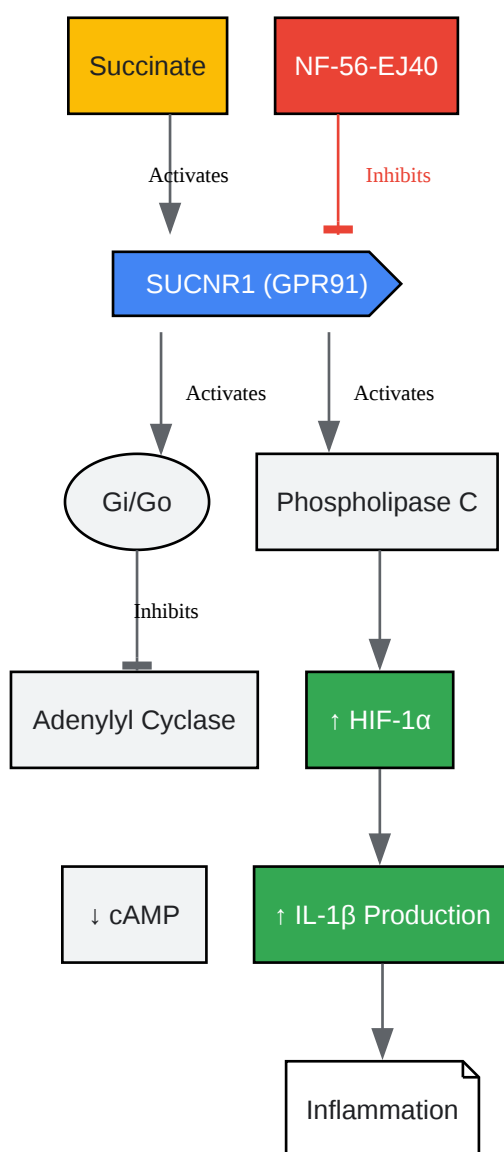 Succinate
NF-56-EJ40
Activates
Inhibits
SUCNR1 (GPR91)
Activates
Activates
Gi/Go
Phospholipase C
Inhibits
Adenylyl Cyclase
↑ HIF-1α
↓ cAMP
↑ IL-1β Production
Inflammation